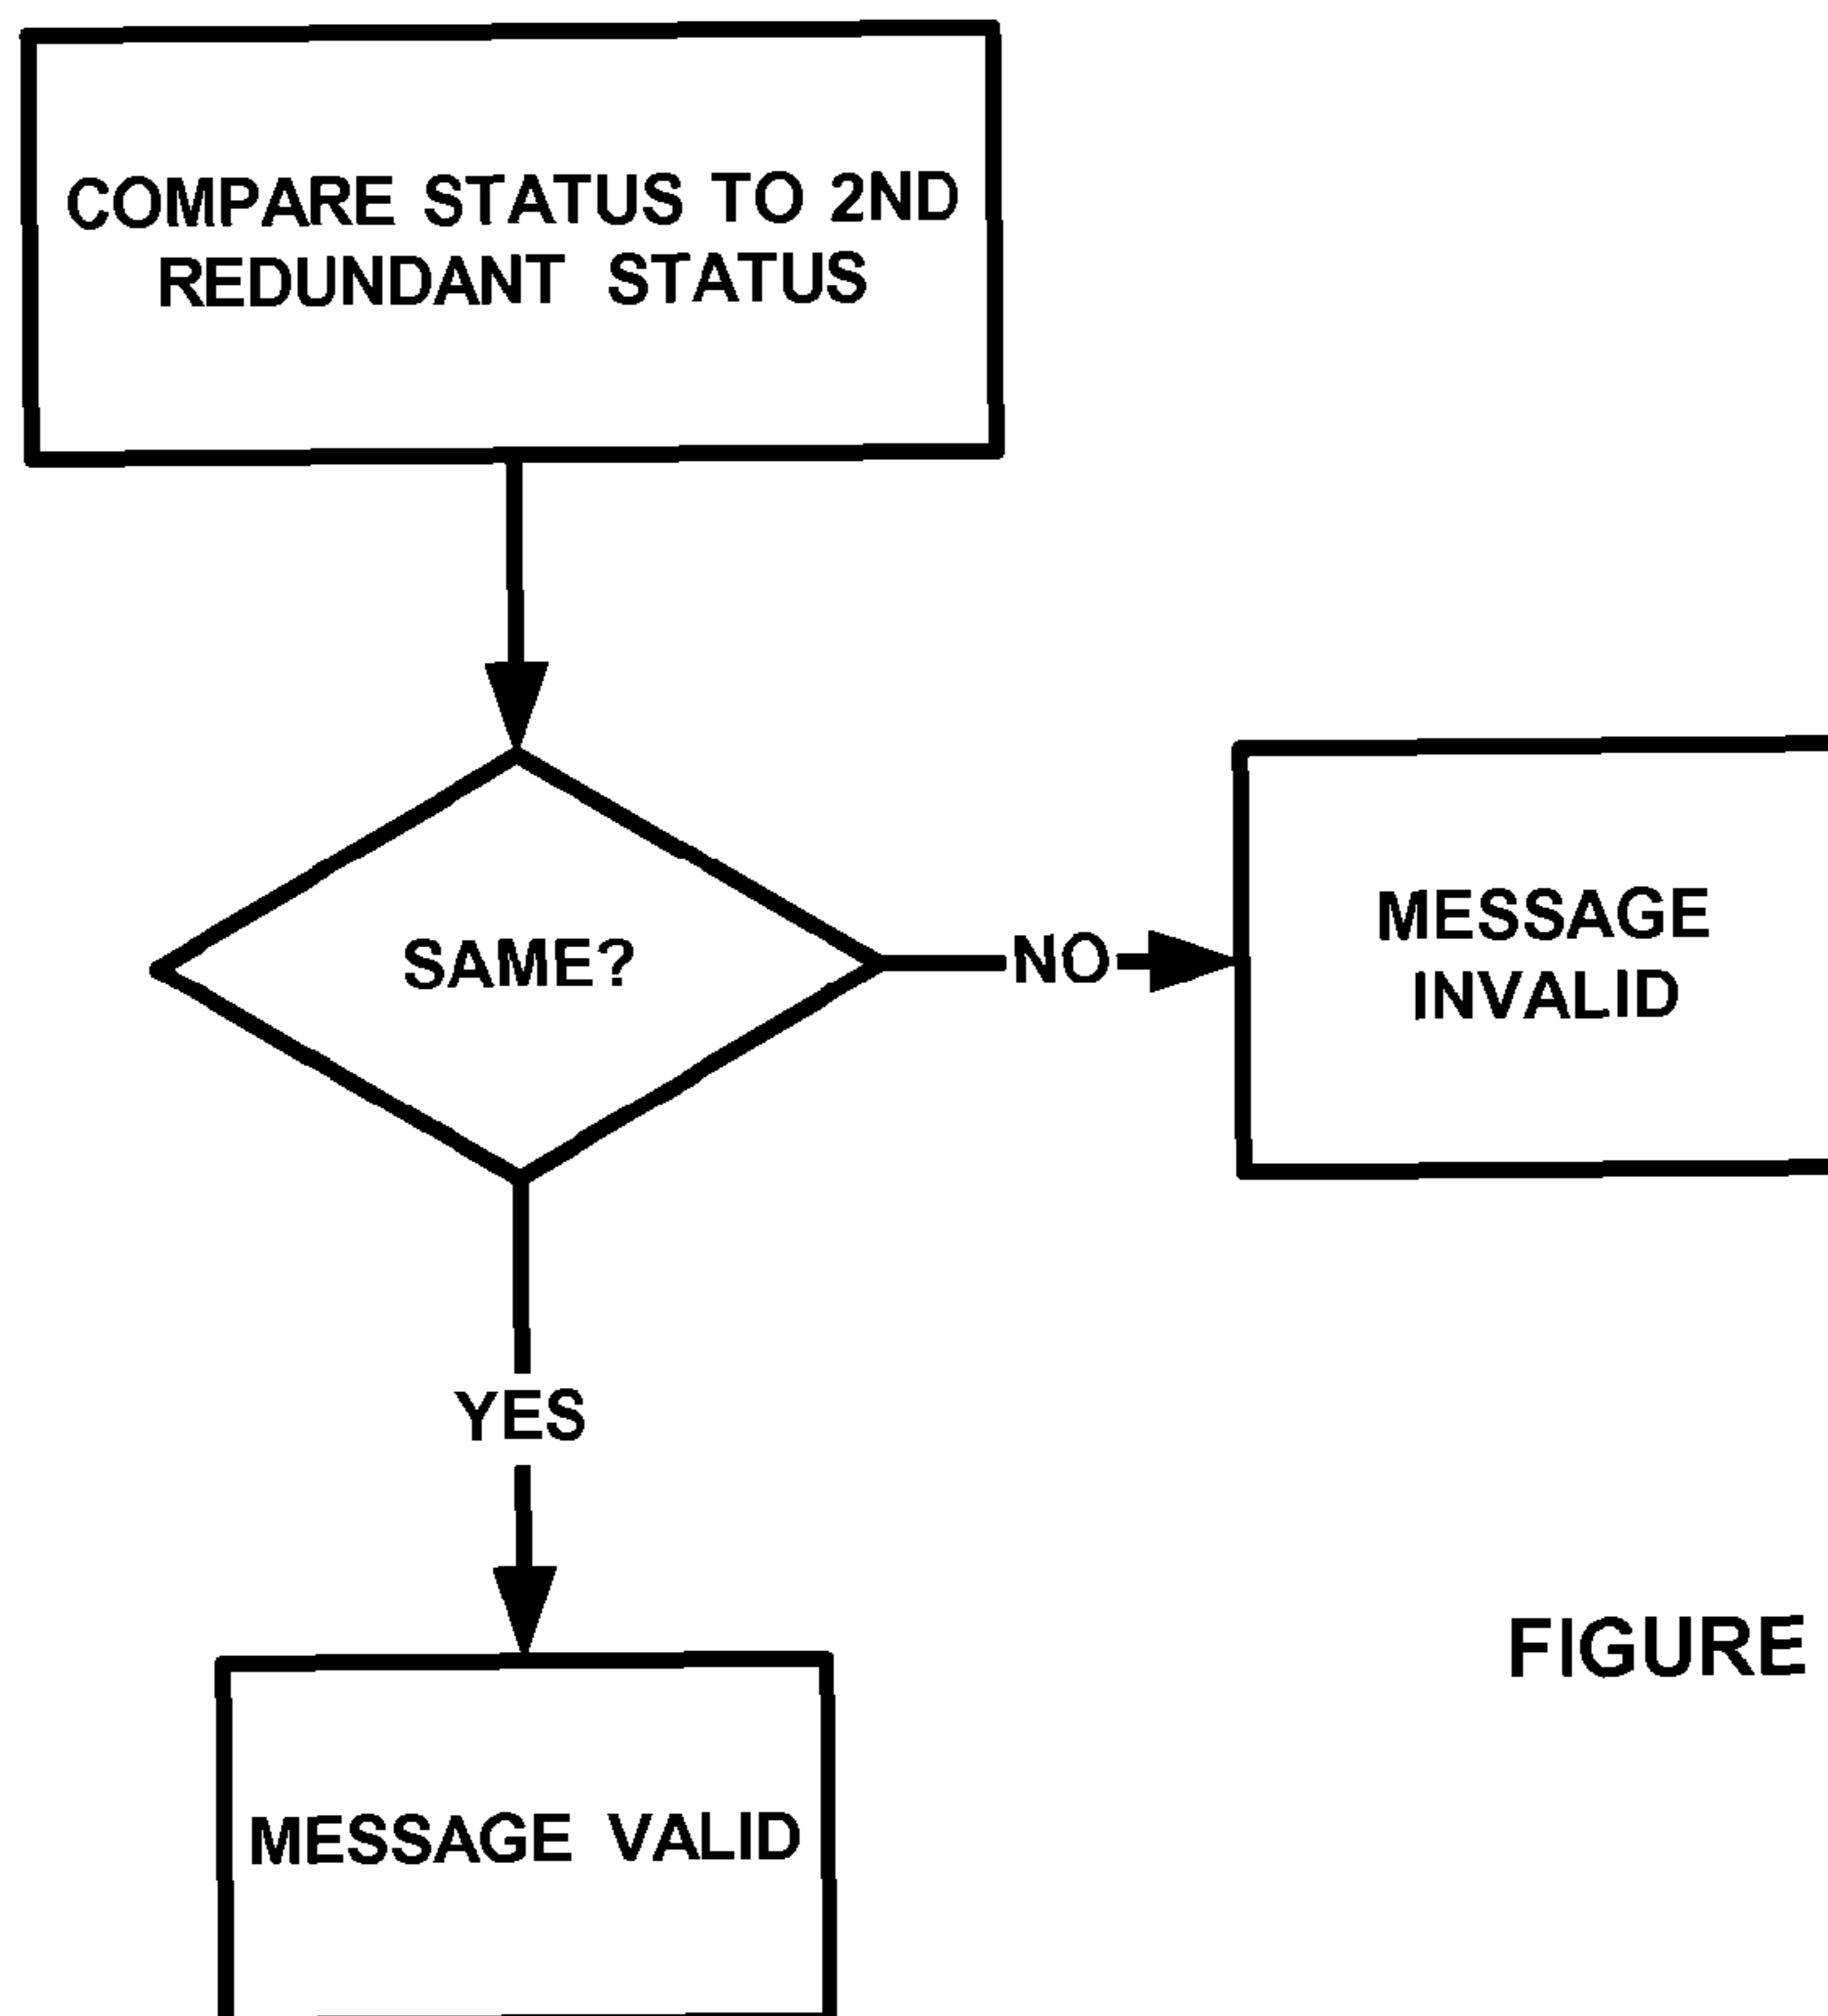 COMPARE STATUS TO 2ND
REDUNDANT STATUS
SAME?
NO
MESSAGE
INVALID
YES
FIGURE
MESSAGE VALID